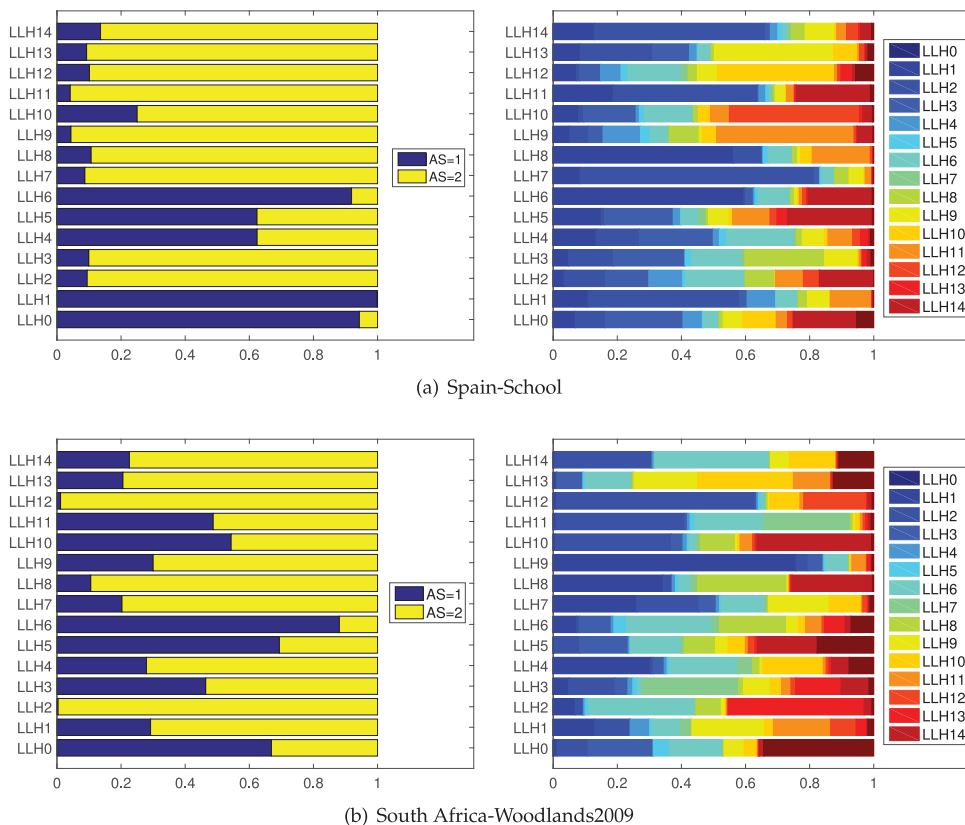 LLH14
LLH13
LLH12
LLH11
LLH10
LLH9
LLH8
LLH7
LLH6
LLH5
LLH4
LLH3
LLH2
LLH1
LLH0
0 0.2 0.4 0.6 0.8 1
AS=1
AS=2
LLH14
LLH13
LLH12
LLH11
LLH10
LLH9
LLH8
LLH7
LLH6
LLH5
LLH4
LLH3
LLH2
LLH1
LLH0
0 0.2 0.4 0.6 0.8 1
LLH0
LLH1
LLH2
LLH3
LLH4
LLH5
LLH6
LLH7
LLH8
LLH9
LLH10
LLH11
LLH12
LLH13
LLH14
(a) Spain-School
LLH14
LLH13
LLH12
LLH11
LLH10
LLH9
LLH8
LLH7
LLH6
LLH5
LLH4
LLH3
LLH2
LLH1
LLH0
0 0.2 0.4 0.6 0.8 1
AS=1
AS=2
LLH14
LLH13
LLH12
LLH11
LLH10
LLH9
LLH8
LLH7
LLH6
LLH5
LLH4
LLH3
LLH2
LLH1
LLH0
0 0.2 0.4 0.6 0.8 1
LLH0
LLH1
LLH2
LLH3
LLH4
LLH5
LLH6
LLH7
LLH8
LLH9
LLH10
LLH11
LLH12
LLH13
LLH14
(b) South Africa-Woodlands2009